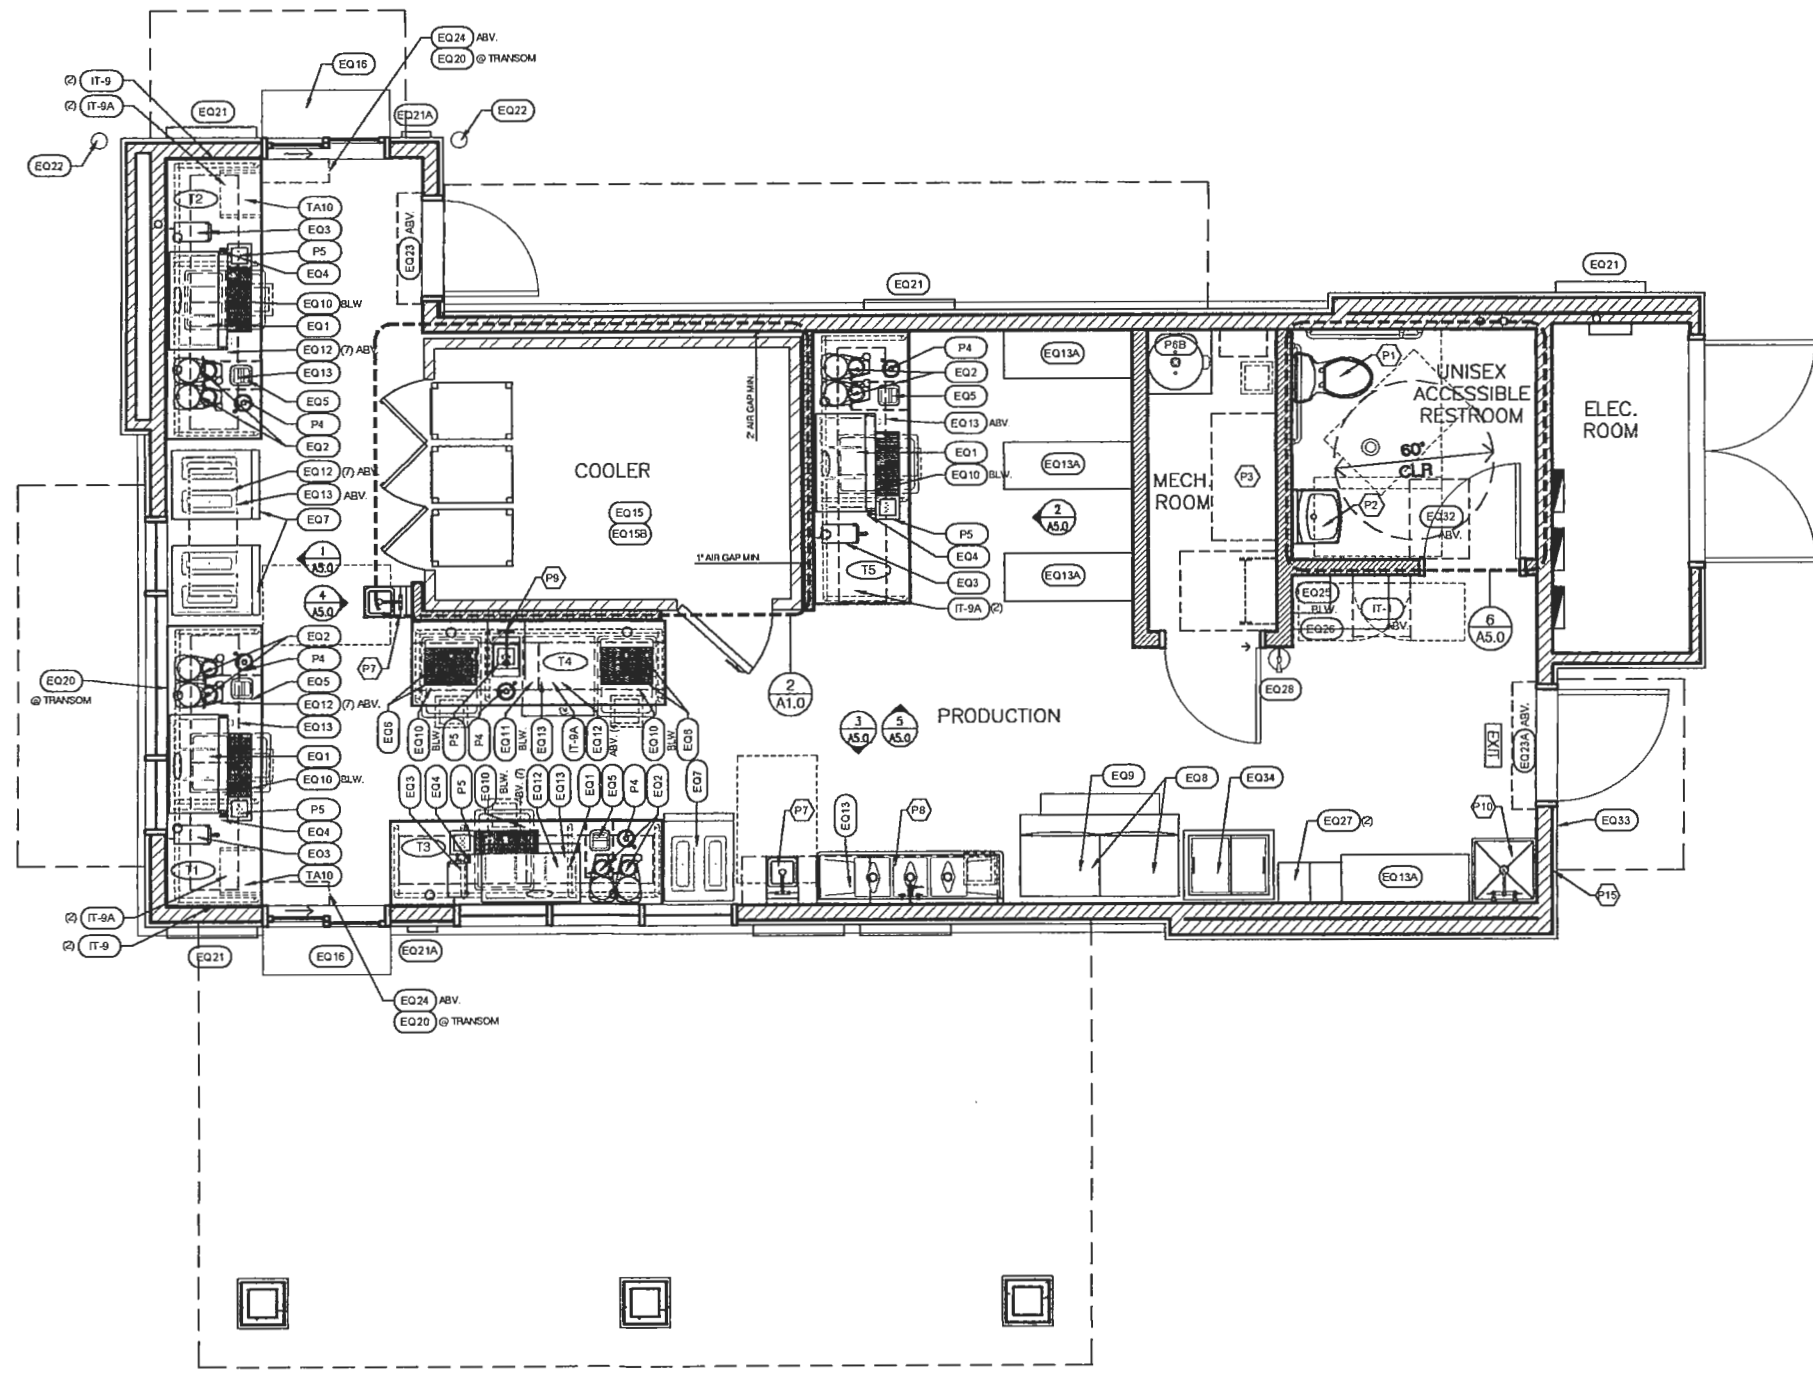 EQ24 ABV.
EQ20 @ TRANSOM
EQ16
(2) IT-9
(2) IT-9A
EQ21
EQ21A
EQ22
EQ22
T2
TA10
EQ3
P5
EQ4
EQ10 BLW
EQ1
EQ12 (7) ABV
EQ13
EQ5
P4
EQ2
EQ12 (7) ABV
EQ13 ABV.
EQ7
EQ23 ABV.
EQ21
EQ21
1
A5.0
4
A5.0
COOLER
EQ15
EQ15B
2" AIR GAP MIN.
1" AIR GAP MIN.
P4
EQ2
EQ5
EQ13 ABV.
EQ1
EQ10 BLW.
P5
EQ4
EQ3
IT-9A (2)
T5
EQ13A
EQ13A
EQ13A
2
A5.0
P6B
MECH.
ROOM
P3
P1
UNISEX
ACCESSIBLE
RESTROOM
60"
CLR
P2
EQ32
ABV.
ELEC.
ROOM
EQ25
BLW.
EQ26
IT-1
ABV
6
A5.0
EQ28
P9
P7
T4
EQ6
EQ10
BLW.
P5
P4
EQ11
BLW.
EQ13
IT-9A
(2)
EQ12
EQ10
BLW.
EQ6
2
A1.0
3
A5.0
5
A5.0
PRODUCTION
EXIT
EQ23A ABV.
EQ33
P15
P10
EQ2
P4
EQ5
EQ12 (7) ABV.
EQ13
EQ1
EQ10 BLW.
P5
EQ4
EQ3
TA10
T1
EQ20
@ TRANSOM
(2) IT-9A
(2) IT-9
EQ21
EQ16
EQ21A
EQ24 ABV.
EQ20 @ TRANSOM
EQ3
EQ4
P5
EQ10
BLW.
EQ12
ABV. (7)
EQ13
EQ1
EQ5
P4
EQ2
EQ7
T3
P7
EQ13
P8
EQ9
EQ8
EQ34
EQ27 (2)
EQ13A